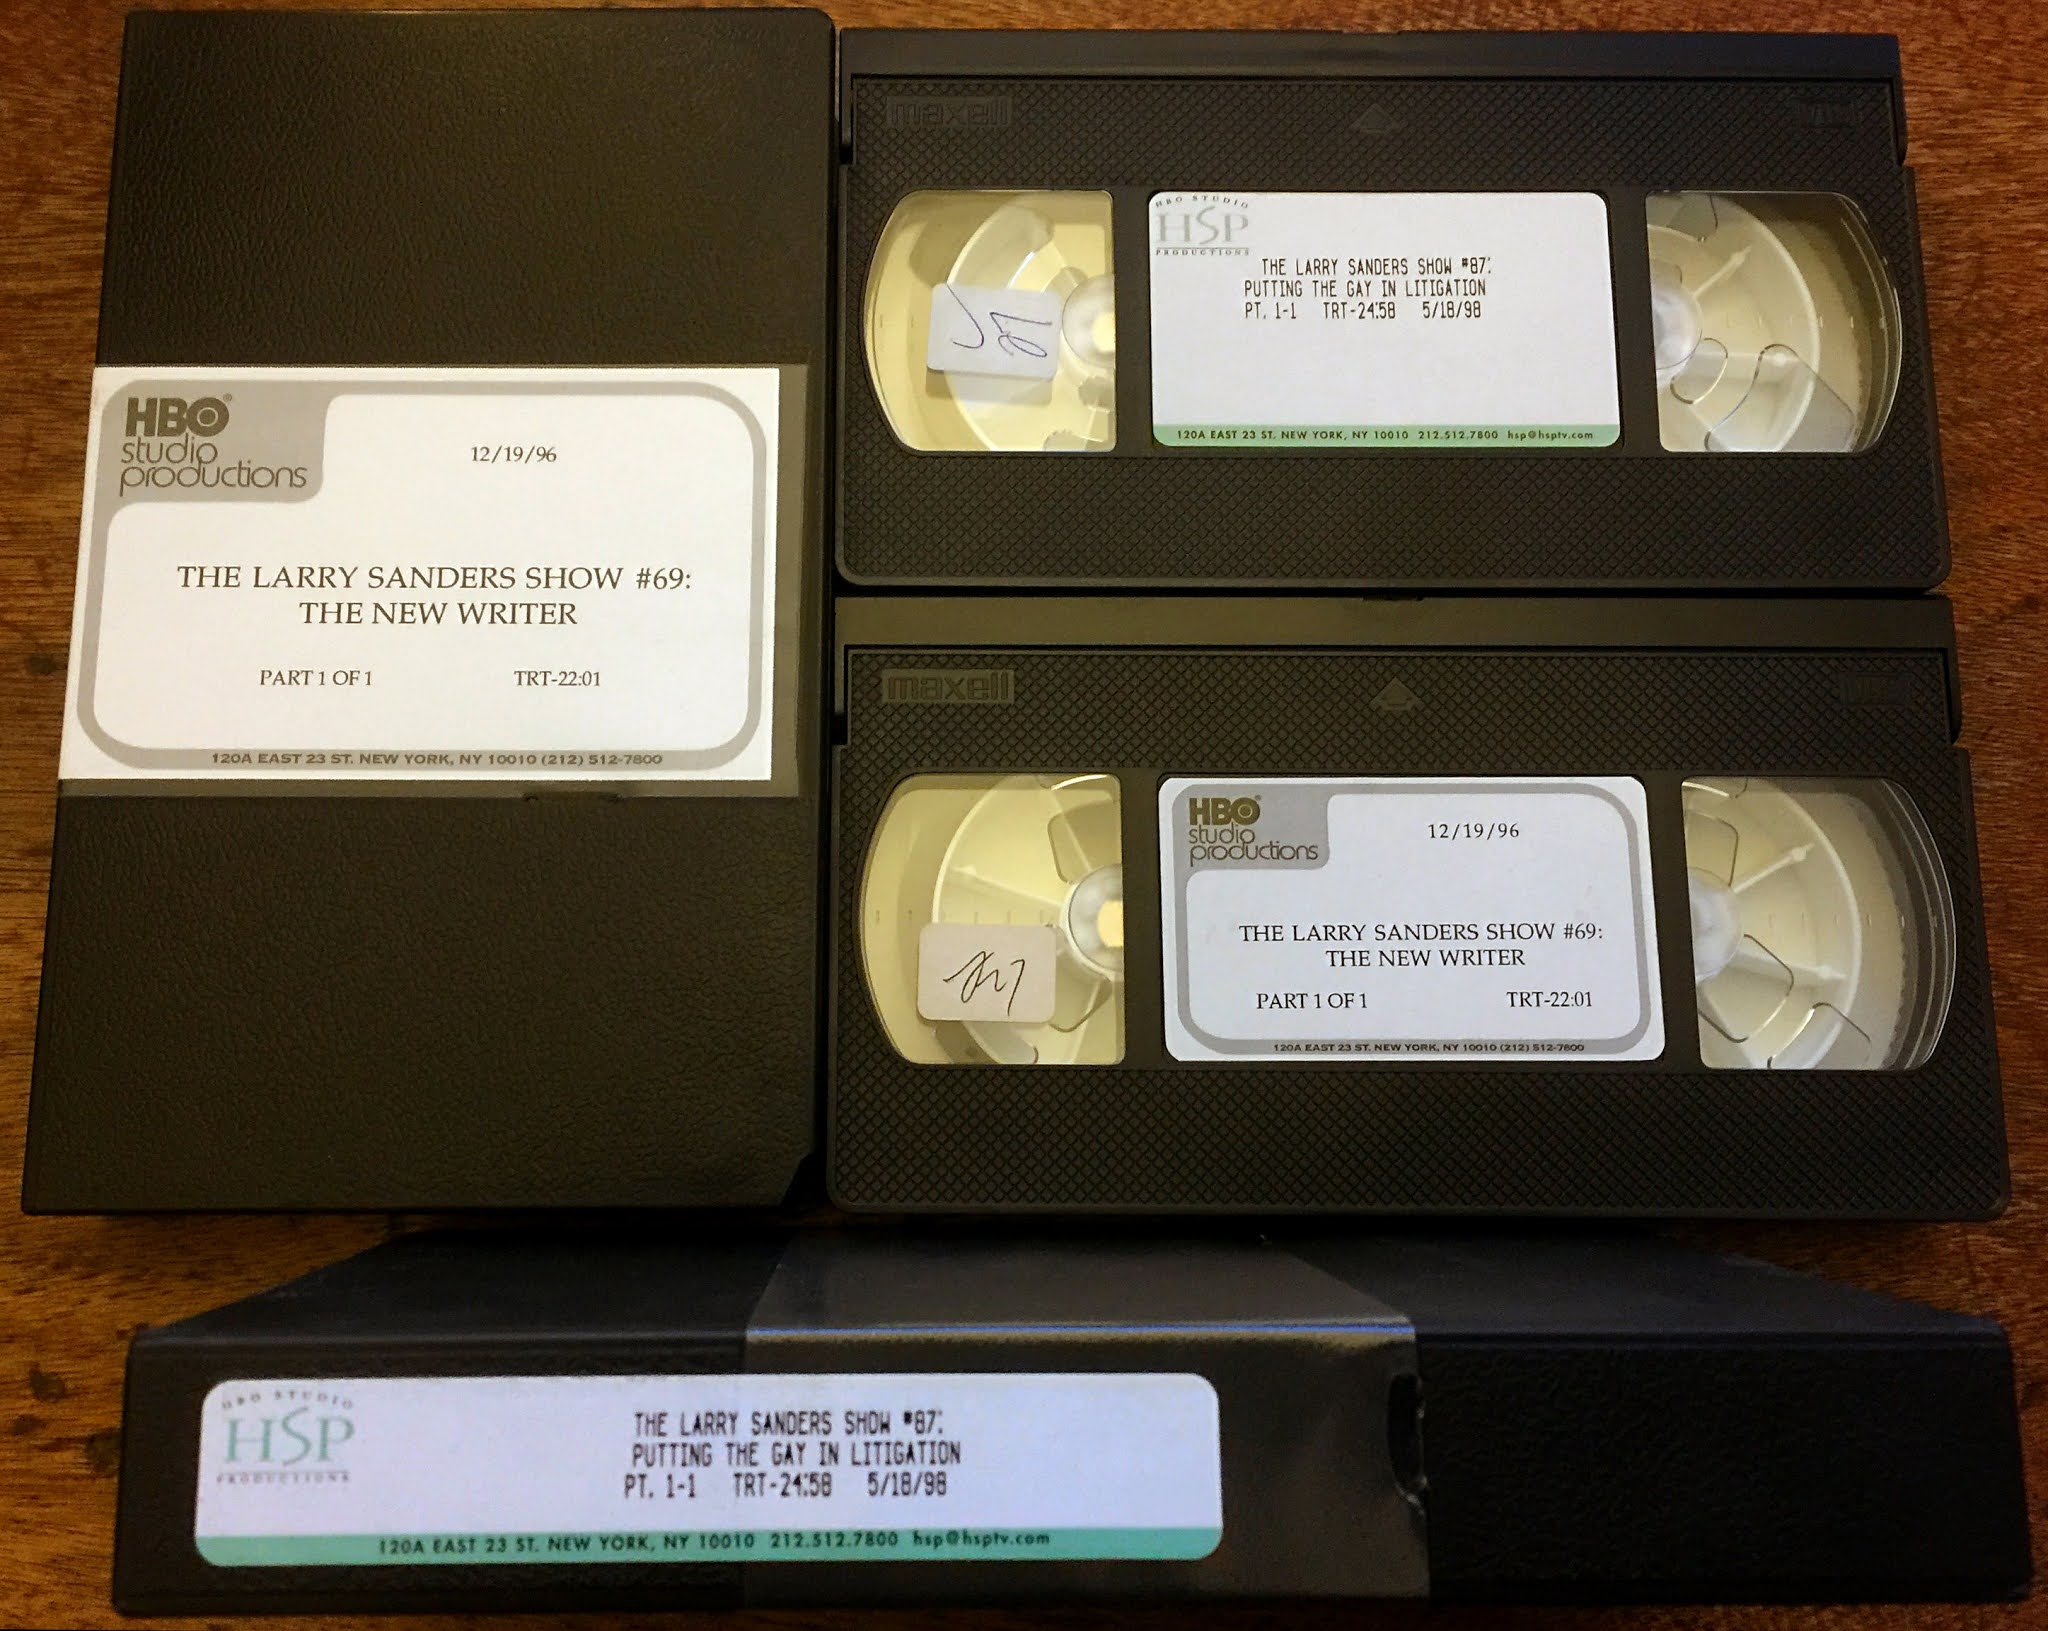 HBO®
studio
productions
12/19/96
THE LARRY SANDERS SHOW #69:
THE NEW WRITER
PART 1 OF 1 TRT-22:01
120A EAST 23 ST. NEW YORK, NY 10010 (212) 512-7800
maxell
HBO STUDIO
HSP
PRODUCTIONS
THE LARRY SANDERS SHOW #87:
PUTTING THE GAY IN LITIGATION
PT. 1-1 TRT-24:58 5/18/98
120A EAST 23 ST. NEW YORK, NY 10010 212.512.7800 hsp@hsptv.com
maxell
HBO®
studio
productions
12/19/96
THE LARRY SANDERS SHOW #69:
THE NEW WRITER
PART 1 OF 1 TRT-22:01
120A EAST 23 ST. NEW YORK, NY 10010 (212) 512-7800
HBO STUDIO
HSP
PRODUCTIONS
THE LARRY SANDERS SHOW #87:
PUTTING THE GAY IN LITIGATION
PT. 1-1 TRT-24:58 5/18/98
120A EAST 23 ST. NEW YORK, NY 10010 212.512.7800 hsp@hsptv.com